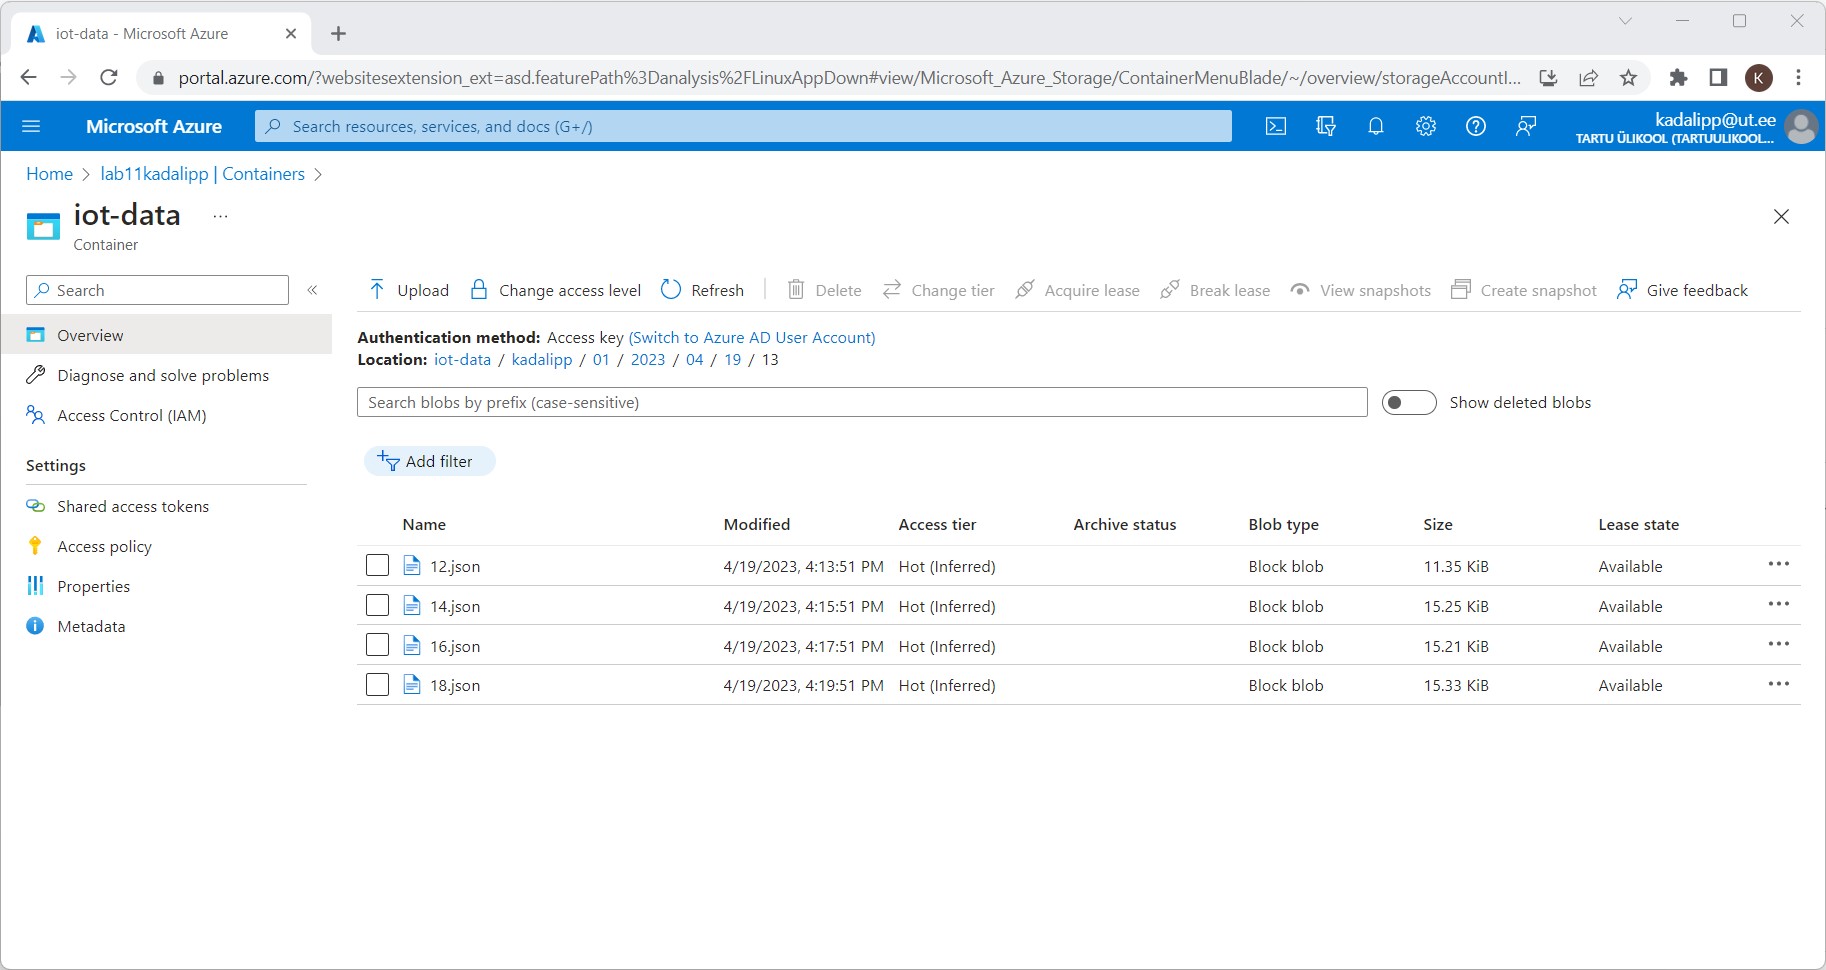 iot-data - Microsoft Azure
portal.azure.com/?websitesextension_ext=asd.featurePath%3Danalysis%2FLinuxAppDown#view/Microsoft_Azure_Storage/ContainerMenuBlade/~/overview/storageAccountI...
K
Microsoft Azure
Search resources, services, and docs (G+/)
kadalipp@ut.ee
TARTU ÜLIKOOL (TARTUULIKOOL...
Home > lab11kadalipp | Containers >
iot-data ...
Container
Search
«
Upload Change access level Refresh Delete Change tier Acquire lease Break lease View snapshots Create snapshot Give feedback
Overview
Diagnose and solve problems
Access Control (IAM)
Settings
Shared access tokens
Access policy
Properties
Metadata
Authentication method: Access key (Switch to Azure AD User Account)
Location: iot-data / kadalipp / 01 / 2023 / 04 / 19 / 13
Search blobs by prefix (case-sensitive)
Show deleted blobs
Add filter
Name Modified Access tier Archive status Blob type Size Lease state
12.json 4/19/2023, 4:13:51 PM Hot (Inferred) Block blob 11.35 KiB Available ...
14.json 4/19/2023, 4:15:51 PM Hot (Inferred) Block blob 15.25 KiB Available ...
16.json 4/19/2023, 4:17:51 PM Hot (Inferred) Block blob 15.21 KiB Available ...
18.json 4/19/2023, 4:19:51 PM Hot (Inferred) Block blob 15.33 KiB Available ...